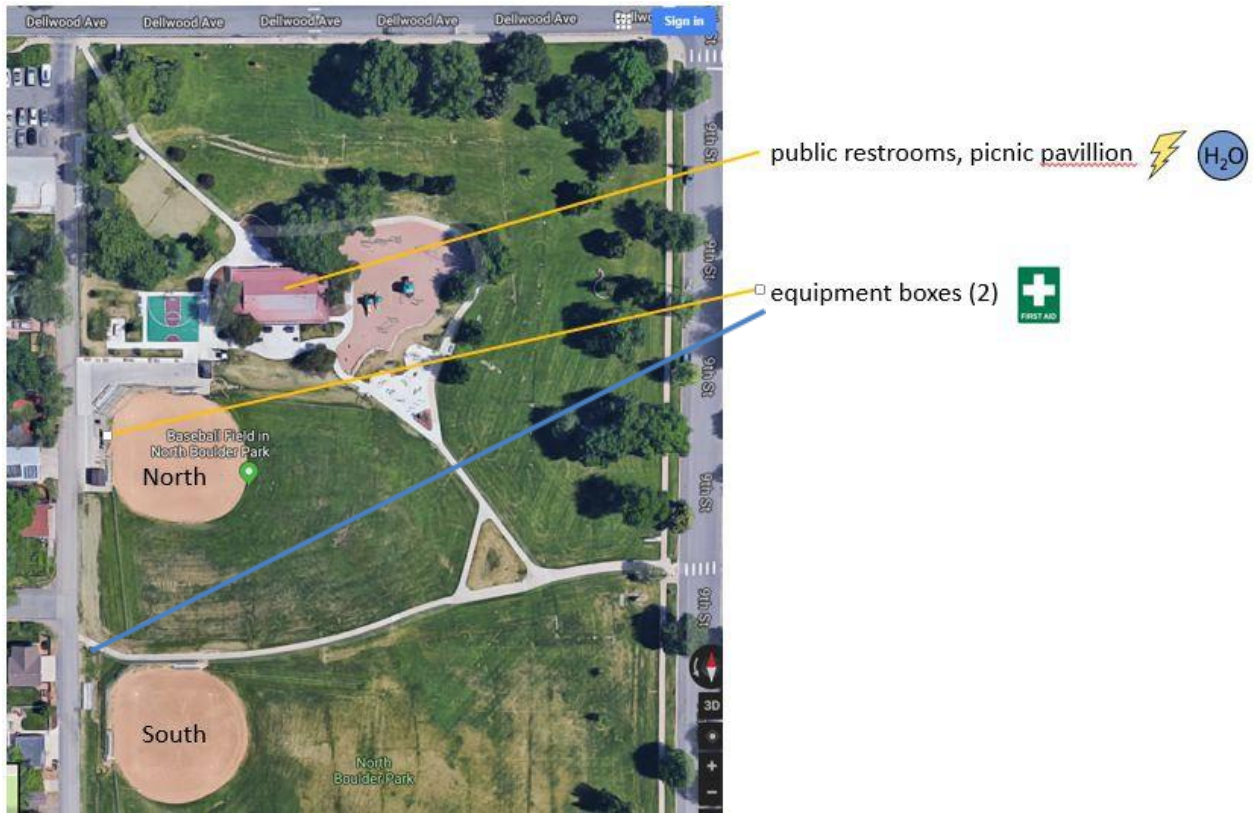 Dellwood Ave Dellwood Ave Dellwood Ave Dellwood Ave Dellwood Ave
Sign in
9th St
public restrooms, picnic pavillion
H₂O
9th St
9th St
equipment boxes (2)
FIRST AID
9th St
Baseball Field in
North Boulder Park
North
9th St
9th St
3D
South
North
Boulder Park